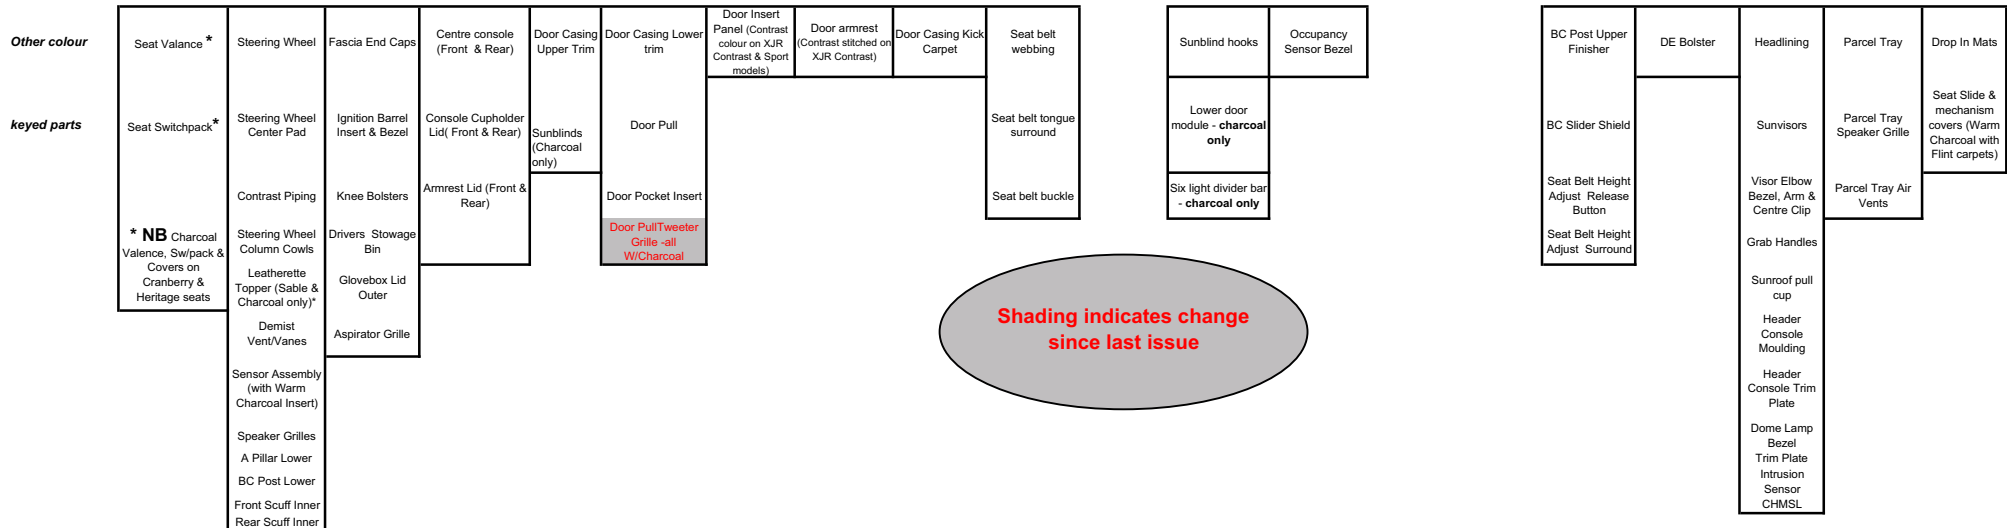 Other colour
keyed parts
Seat Valance *
Seat Switchpack*
* NB Charcoal
Valence, Sw/pack &
Covers on
Cranberry &
Heritage seats
Steering Wheel
Steering Wheel
Center Pad
Contrast Piping
Steering Wheel
Column Cowls
Leatherette
Topper (Sable &
Charcoal only)*
Demist
Vent/Vanes
Sensor Assembly
(with Warm
Charcoal Insert)
Speaker Grilles
A Pillar Lower
BC Post Lower
Front Scuff Inner
Rear Scuff Inner
Fascia End Caps
Ignition Barrel
Insert & Bezel
Knee Bolsters
Drivers Stowage
Bin
Glovebox Lid
Outer
Aspirator Grille
Centre console
(Front & Rear)
Console Cupholder
Lid( Front & Rear)
Armrest Lid (Front &
Rear)
Door Casing
Upper Trim
Sunblinds
(Charcoal
only)
Door Casing Lower
trim
Door Pull
Door Pocket Insert
Door PullTweeter
Grille -all
W/Charcoal
Door Insert
Panel (Contrast
colour on XJR
Contrast & Sport
models)
Door armrest
(Contrast stitched on
XJR Contrast)
Door Casing Kick
Carpet
Seat belt
webbing
Seat belt tongue
surround
Seat belt buckle
Sunblind hooks
Lower door
module - charcoal
only
Six light divider bar
- charcoal only
Occupancy
Sensor Bezel
Shading indicates change
since last issue
BC Post Upper
Finisher
BC Slider Shield
Seat Belt Height
Adjust Release
Button
Seat Belt Height
Adjust Surround
DE Bolster
Headlining
Sunvisors
Visor Elbow
Bezel, Arm &
Centre Clip
Grab Handles
Sunroof pull
cup
Header
Console
Moulding
Header
Console Trim
Plate
Dome Lamp
Bezel
Trim Plate
Intrusion
Sensor
CHMSL
Parcel Tray
Parcel Tray
Speaker Grille
Parcel Tray Air
Vents
Drop In Mats
Seat Slide &
mechanism
covers (Warm
Charcoal with
Flint carpets)